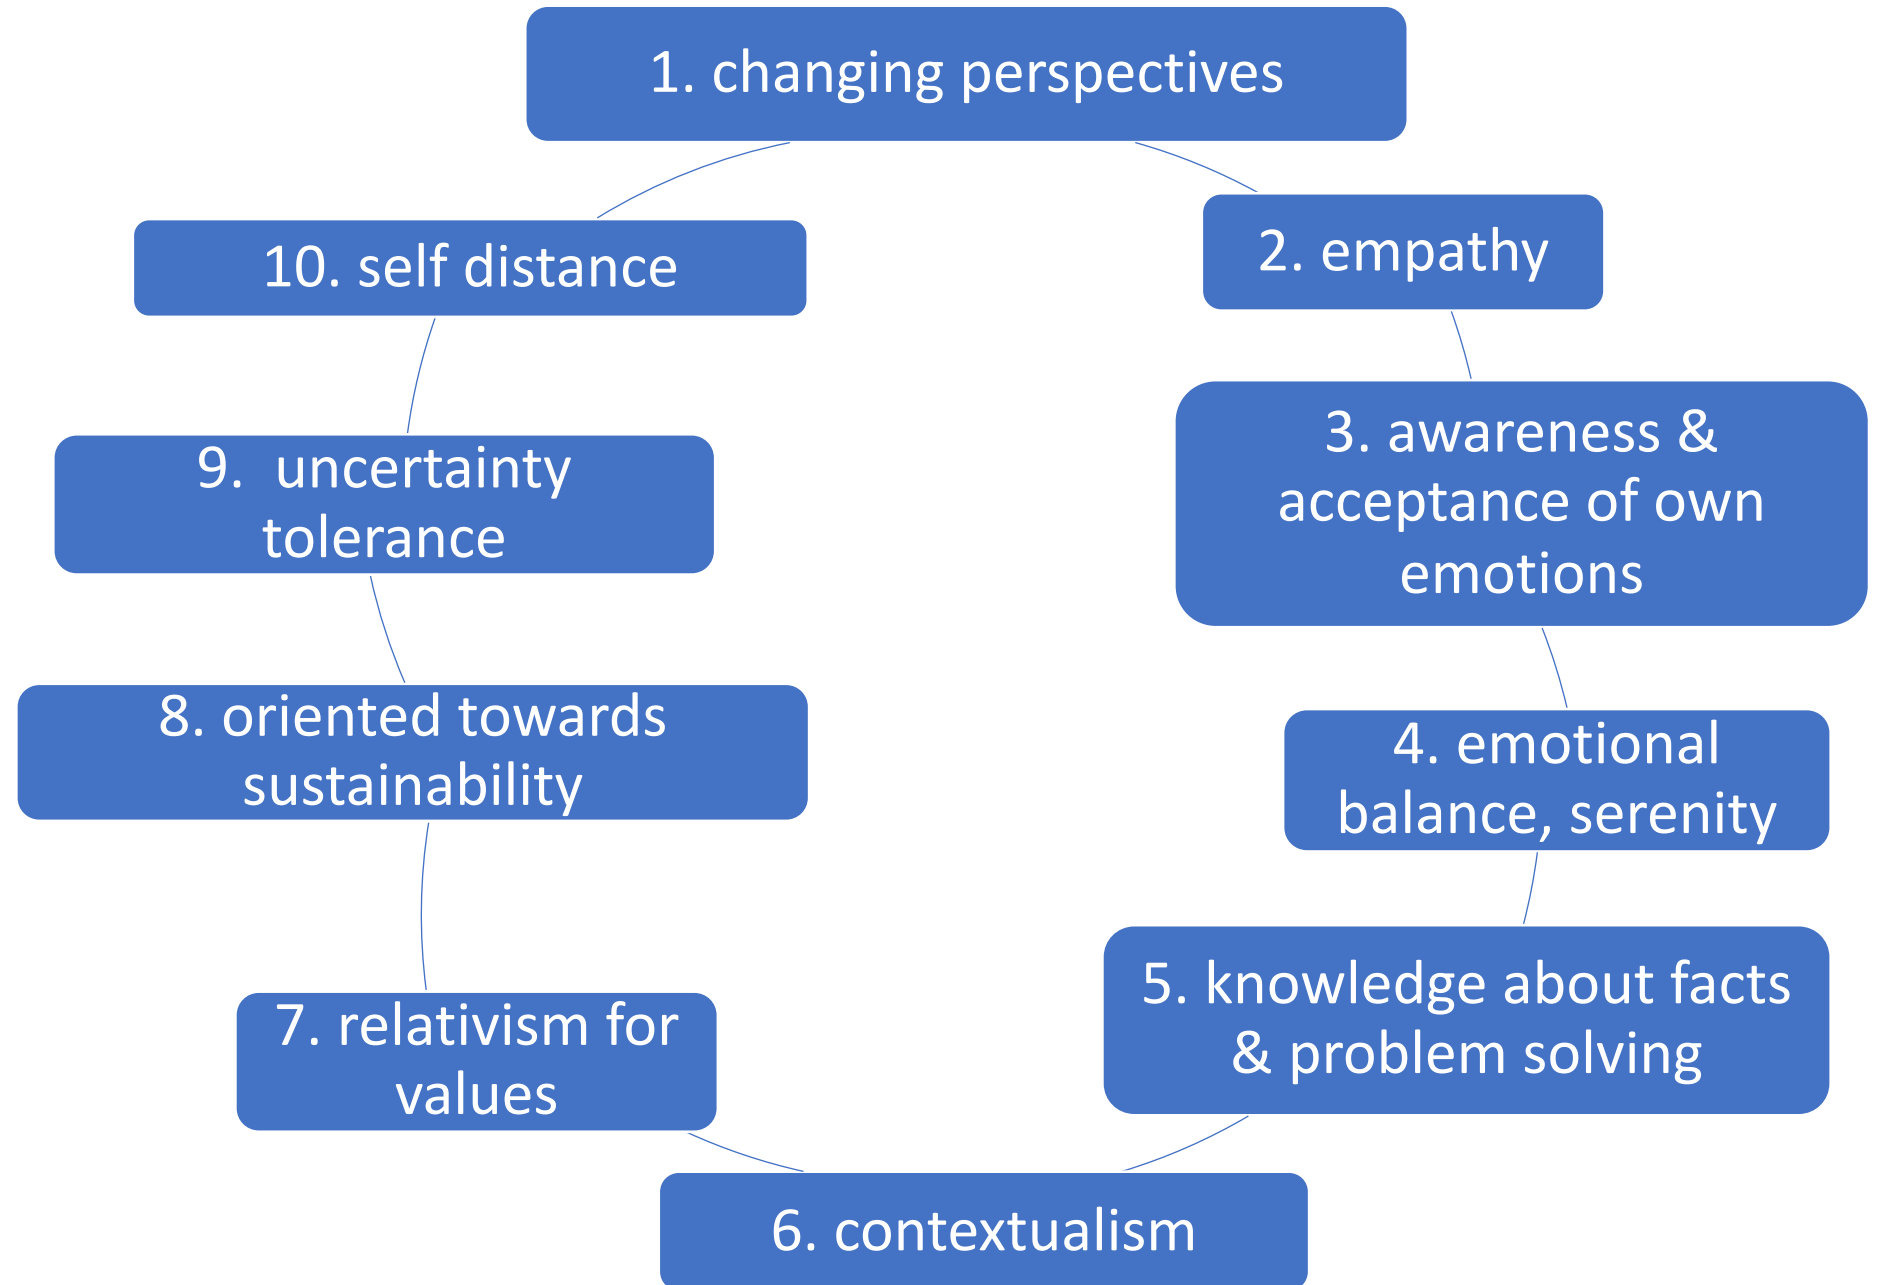 1. changing perspectives
2. empathy
3. awareness &
acceptance of own
emotions
4. emotional
balance, serenity
5. knowledge about facts
& problem solving
6. contextualism
7. relativism for
values
8. oriented towards
sustainability
9.  uncertainty
tolerance
10. self distance